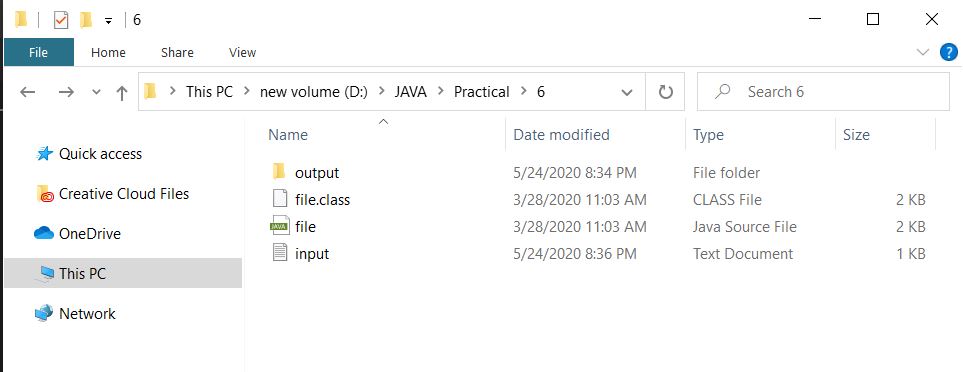 6
File Home Share View
This PC new volume (D:) JAVA Practical 6 Search 6
Name Date modified Type Size
Quick access
Creative Cloud Files
OneDrive
This PC
Network
output 5/24/2020 8:34 PM File folder
file.class 3/28/2020 11:03 AM CLASS File 2 KB
JAVA file 3/28/2020 11:03 AM Java Source File 2 KB
input 5/24/2020 8:36 PM Text Document 1 KB